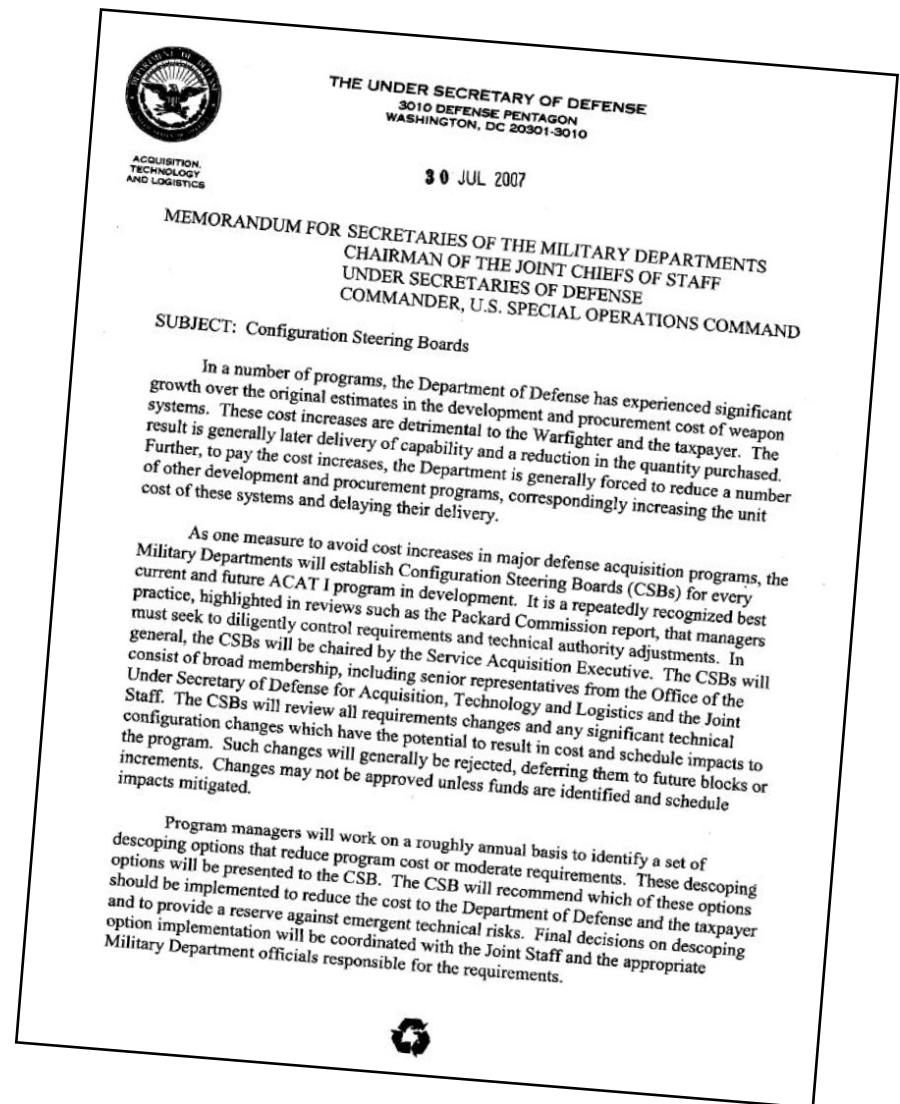 THE UNDER SECRETARY OF DEFENSE
3010 DEFENSE PENTAGON
WASHINGTON, DC 20301-3010
ACQUISITION,
TECHNOLOGY
AND LOGISTICS
30 JUL 2007
MEMORANDUM FOR SECRETARIES OF THE MILITARY DEPARTMENTS
CHAIRMAN OF THE JOINT CHIEFS OF STAFF
UNDER SECRETARIES OF DEFENSE
COMMANDER, U.S. SPECIAL OPERATIONS COMMAND
SUBJECT: Configuration Steering Boards
In a number of programs, the Department of Defense has experienced significant
growth over the original estimates in the development and procurement cost of weapon
systems. These cost increases are detrimental to the Warfighter and the taxpayer. The
result is generally later delivery of capability and a reduction in the quantity purchased.
Further, to pay the cost increases, the Department is generally forced to reduce a number
of other development and procurement programs, correspondingly increasing the unit
cost of these systems and delaying their delivery.
As one measure to avoid cost increases in major defense acquisition programs, the
Military Departments will establish Configuration Steering Boards (CSBs) for every
current and future ACAT I program in development. It is a repeatedly recognized best
practice, highlighted in reviews such as the Packard Commission report, that managers
must seek to diligently control requirements and technical authority adjustments. In
general, the CSBs will be chaired by the Service Acquisition Executive. The CSBs will
consist of broad membership, including senior representatives from the Office of the
Under Secretary of Defense for Acquisition, Technology and Logistics and the Joint
Staff. The CSBs will review all requirements changes and any significant technical
configuration changes which have the potential to result in cost and schedule impacts to
the program. Such changes will generally be rejected, deferring them to future blocks or
increments. Changes may not be approved unless funds are identified and schedule
impacts mitigated.
Program managers will work on a roughly annual basis to identify a set of
descoping options that reduce program cost or moderate requirements. These descoping
options will be presented to the CSB. The CSB will recommend which of these options
should be implemented to reduce the cost to the Department of Defense and the taxpayer
and to provide a reserve against emergent technical risks. Final decisions on descoping
option implementation will be coordinated with the Joint Staff and the appropriate
Military Department officials responsible for the requirements.